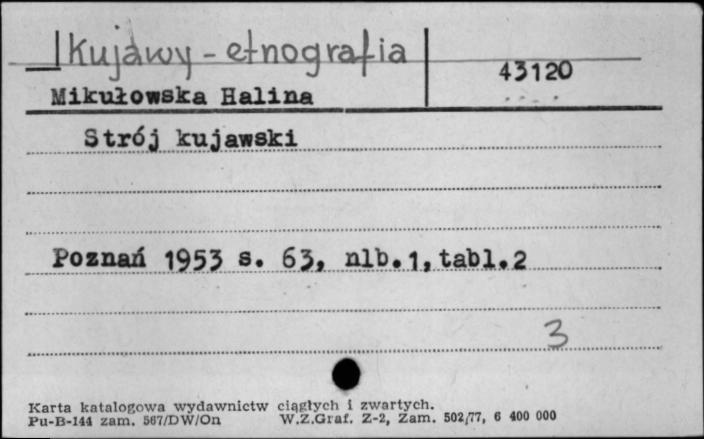 Kujawy - etnografia
43120
Mikułowska Halina
Strój kujawski
Poznań 1953 s. 63, nlb.1,tabl.2
3
Karta katalogowa wydawnictw ciągłych i zwartych.
Pu-B-144 zam. 567/DW/On W.Z.Graf. Z-2, Zam. 502/77, 6 400 000